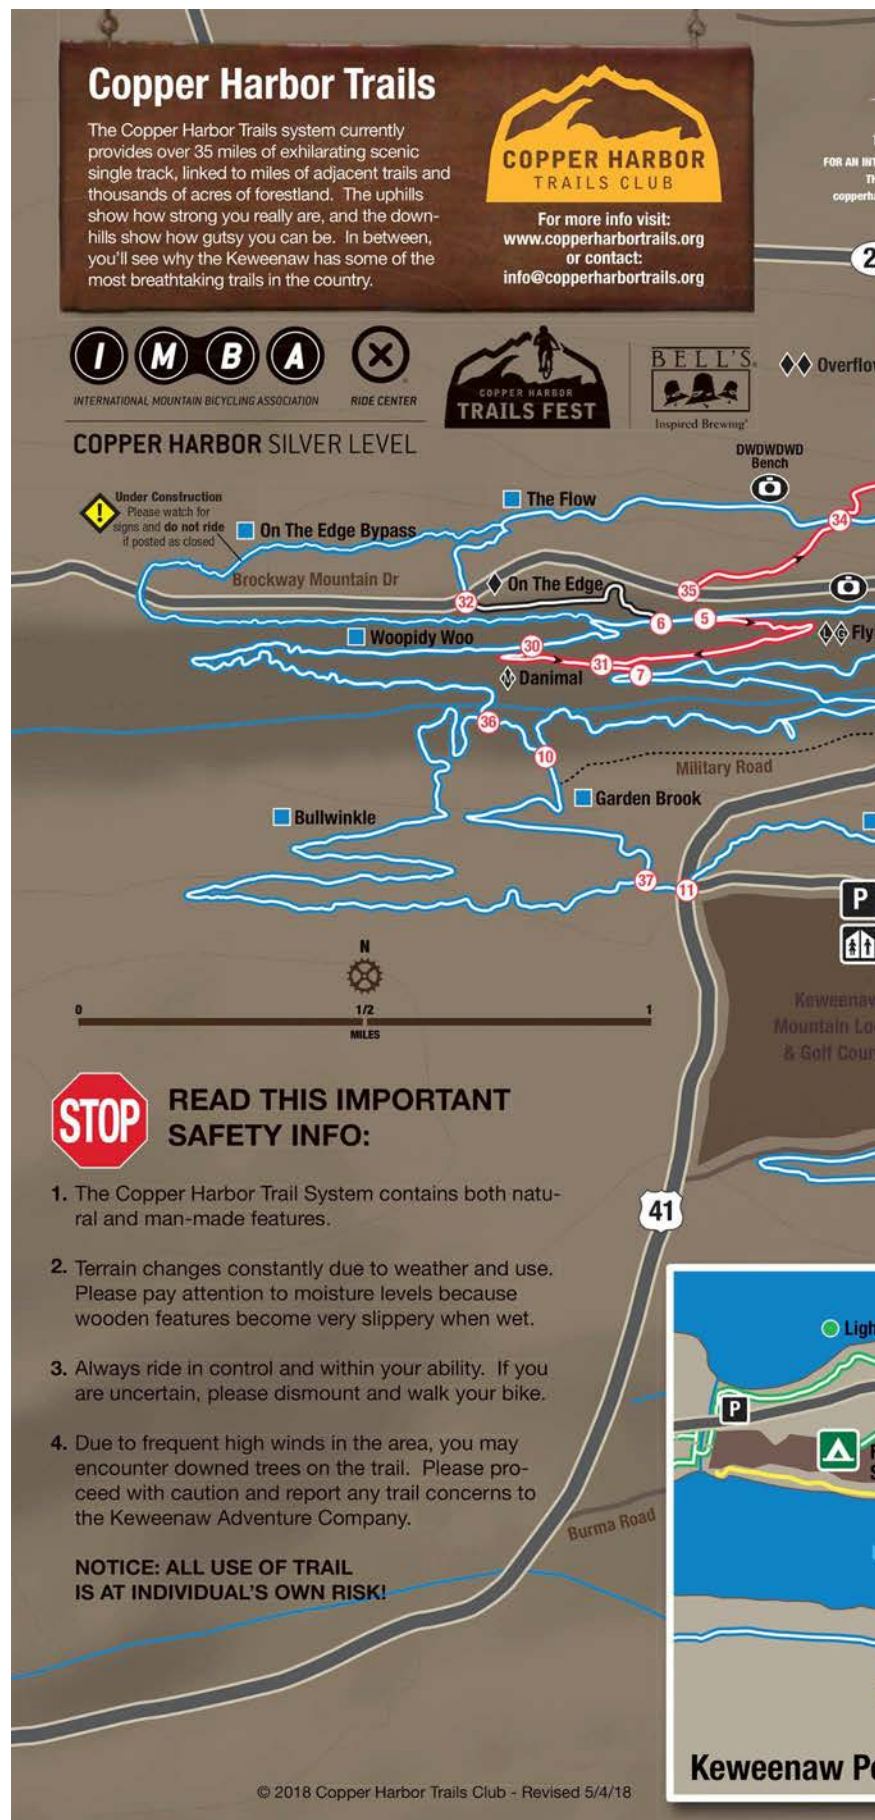 Copper Harbor Trails
The Copper Harbor Trails system currently
provides over 35 miles of exhilarating scenic
single track, linked to miles of adjacent trails and
thousands of acres of forestland. The uphills
show how strong you really are, and the down-
hills show how gutsy you can be. In between,
you'll see why the Keweenaw has some of the
most breathtaking trails in the country.
COPPER HARBOR
TRAILS CLUB
For more info visit:
www.copperharbortrails.org
or contact:
info@copperharbortrails.org
FOR AN INT
TH
copperha
2
I M B A
INTERNATIONAL MOUNTAIN BICYCLING ASSOCIATION
RIDE CENTER
COPPER HARBOR
TRAILS FEST
BELL'S
Inspired Brewing
Overflow
COPPER HARBOR SILVER LEVEL
DWDWDWD
Bench
Under Construction
Please watch for
signs and do not ride
if posted as closed
The Flow
On The Edge Bypass
34
Brockway Mountain Dr
On The Edge
35
32
6
5
Woopidy Woo
30
L G Fly
31
7
Danimal
36
10
Military Road
Garden Brook
Bullwinkle
37
11
P
N
0
1/2
1
MILES
Keweenaw
Mountain Lo
& Golf Cour
STOP
READ THIS IMPORTANT
SAFETY INFO:
1. The Copper Harbor Trail System contains both natu-
ral and man-made features.
41
2. Terrain changes constantly due to weather and use.
Please pay attention to moisture levels because
wooden features become very slippery when wet.
Ligh
3. Always ride in control and within your ability. If you
are uncertain, please dismount and walk your bike.
P
4. Due to frequent high winds in the area, you may
encounter downed trees on the trail. Please pro-
ceed with caution and report any trail concerns to
the Keweenaw Adventure Company.
Burma Road
NOTICE: ALL USE OF TRAIL
IS AT INDIVIDUAL'S OWN RISK!
Keweenaw Po
© 2018 Copper Harbor Trails Club - Revised 5/4/18